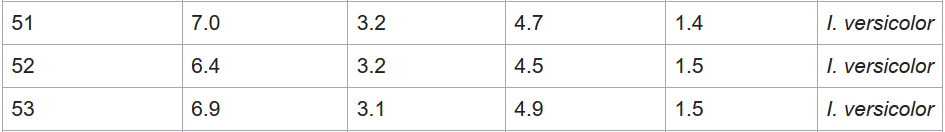 51 7.0 3.2 4.7 1.4 I. versicolor
52 6.4 3.2 4.5 1.5 I. versicolor
53 6.9 3.1 4.9 1.5 I. versicolor